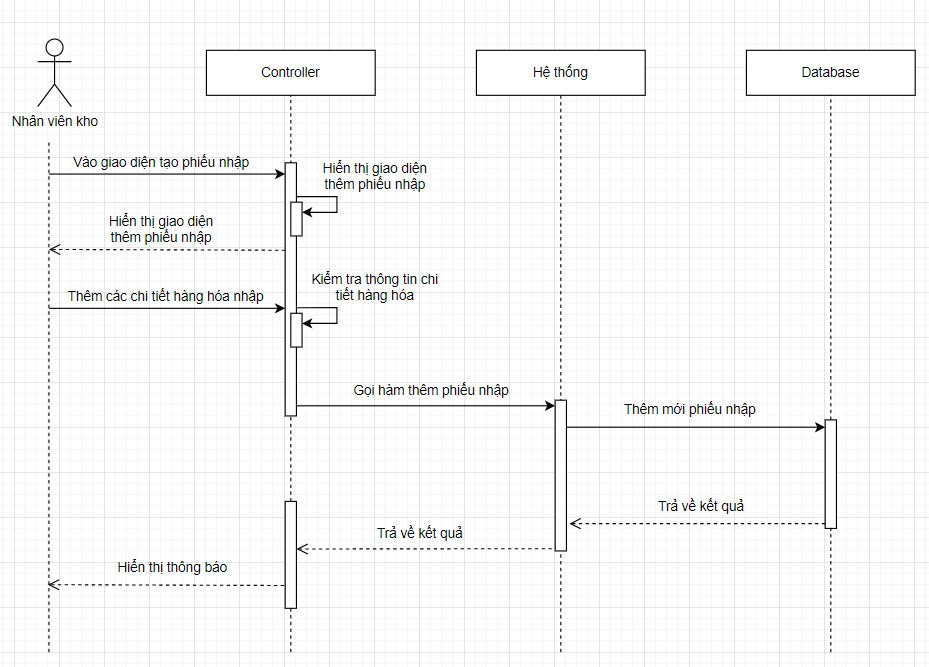 Controller
Hệ thống
Database
Nhân viên kho
Vào giao diện tạo phiếu nhập
Hiển thị giao diện
thêm phiếu nhập
Hiển thị giao diện
thêm phiếu nhập
Kiểm tra thông tin chi
tiết hàng hóa
Thêm các chi tiết hàng hóa nhập
Gọi hàm thêm phiếu nhập
Thêm mới phiếu nhập
Trả về kết quả
Trả về kết quả
Hiển thị thông báo